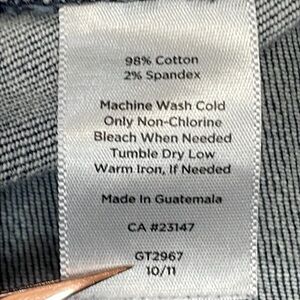 98% Cotton
2% Spandex
Machine Wash Cold
Only Non-Chlorine
Bleach When Needed
Tumble Dry Low
Warm Iron, If Needed
Made In Guatemala
CA #23147
GT2967
10/11